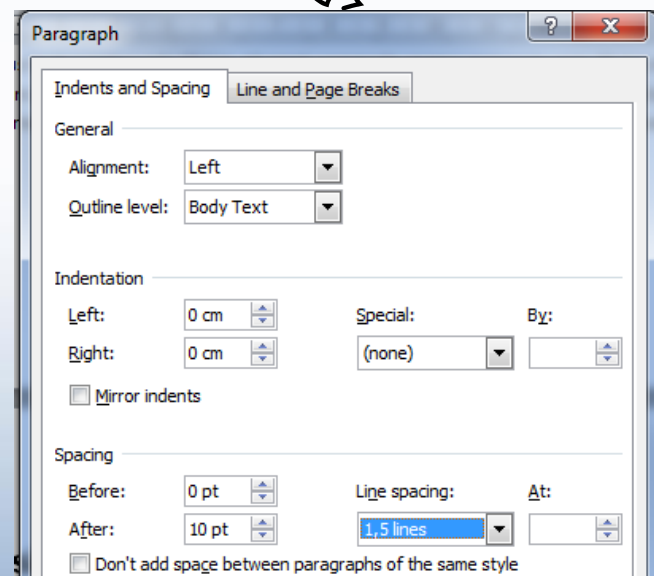 Paragraph
Indents and Spacing Line and Page Breaks
General
Alignment: Left
Outline level: Body Text
Indentation
Left: 0 cm Special: By:
Right: 0 cm (none)
Mirror indents
Spacing
Before: 0 pt Line spacing: At:
After: 10 pt 1,5 lines
Don't add space between paragraphs of the same style